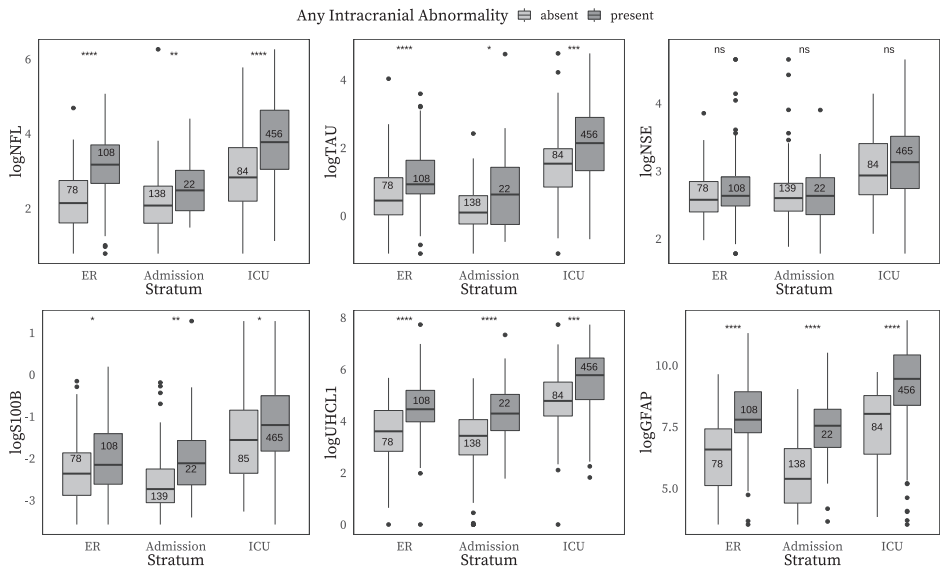 Any Intracranial Abnormality absent present
logNFL
6
4
2
**** ** ****
78 108 138 22 84 456
ER Admission ICU
Stratum
logTAU
4
2
0
**** * ***
78 108 138 22 84 456
ER Admission ICU
Stratum
logNSE
4
3
2
ns ns ns
78 108 139 22 84 465
ER Admission ICU
Stratum
logS100B
1
0
-1
-2
-3
* ** *
78 108 139 22 85 465
ER Admission ICU
Stratum
logUHCL1
8
6
4
2
0
**** **** ***
78 108 138 22 84 456
ER Admission ICU
Stratum
logGFAP
10.0
7.5
5.0
**** **** ****
78 108 138 22 84 456
ER Admission ICU
Stratum